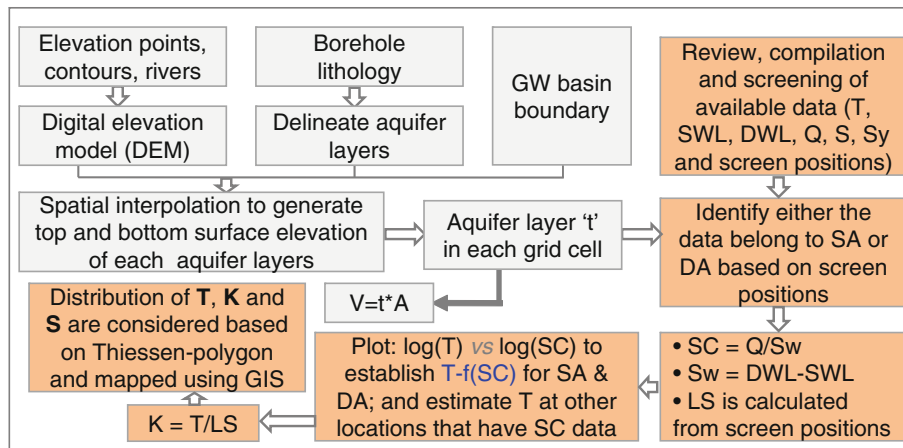 Elevation points,
contours, rivers
Borehole
lithology
GW basin
boundary
Review, compilation
and screening of
available data (T,
SWL, DWL, Q, S, Sy
and screen positions)
Digital elevation
model (DEM)
Delineate aquifer
layers
Spatial interpolation to generate
top and bottom surface elevation
of each aquifer layers
Aquifer layer ‘t’
in each grid cell
Identify either the
data belong to SA or
DA based on screen
positions
V=t*A
Distribution of T, K and
S are considered based
on Thiessen-polygon
and mapped using GIS
Plot: log(T) vs log(SC) to
establish T-f(SC) for SA &
DA; and estimate T at other
locations that have SC data
• SC = Q/Sw
• Sw = DWL-SWL
• LS is calculated
from screen positions
K = T/LS